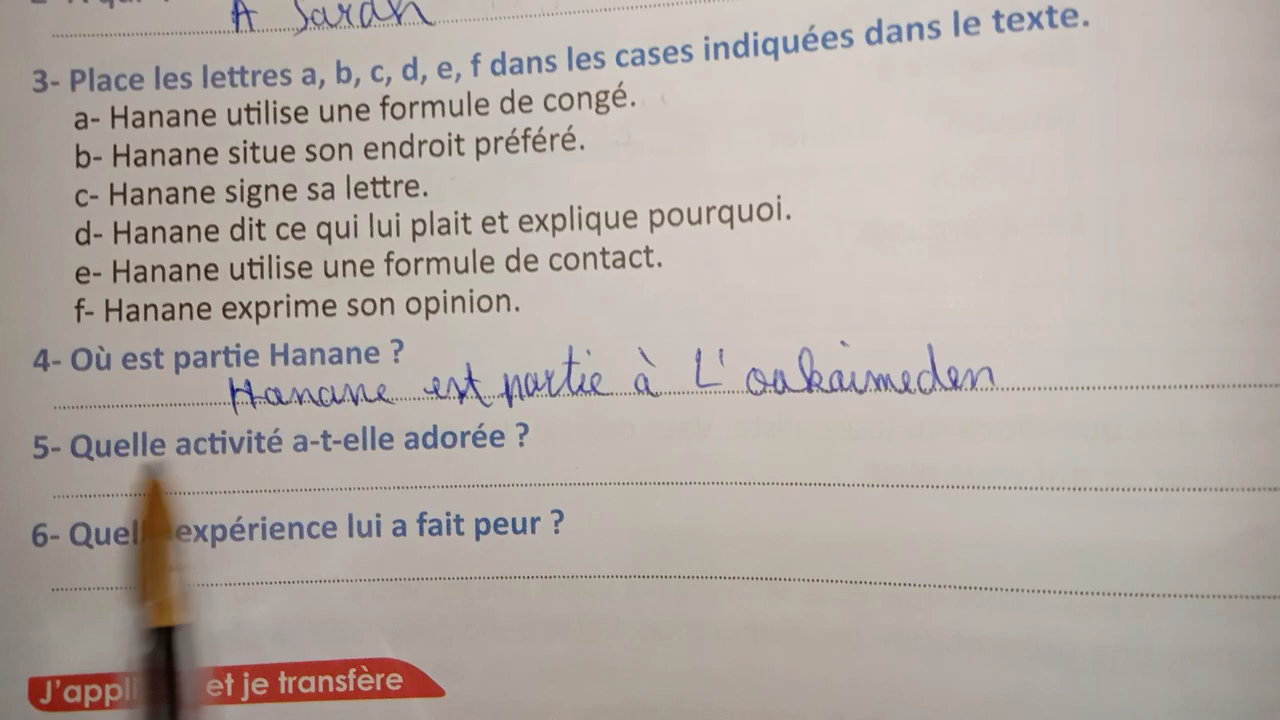 A Sarah
3- Place les lettres a, b, c, d, e, f dans les cases indiquées dans le texte.
a- Hanane utilise une formule de congé.
b- Hanane situe son endroit préféré.
c- Hanane signe sa lettre.
d- Hanane dit ce qui lui plait et explique pourquoi.
e- Hanane utilise une formule de contact.
f- Hanane exprime son opinion.
4- Où est partie Hanane ?
Hanane est partie à L'oukaimeden
5- Quelle activité a-t-elle adorée ?
6- Quelle expérience lui a fait peur ?
J'appli et je transfère